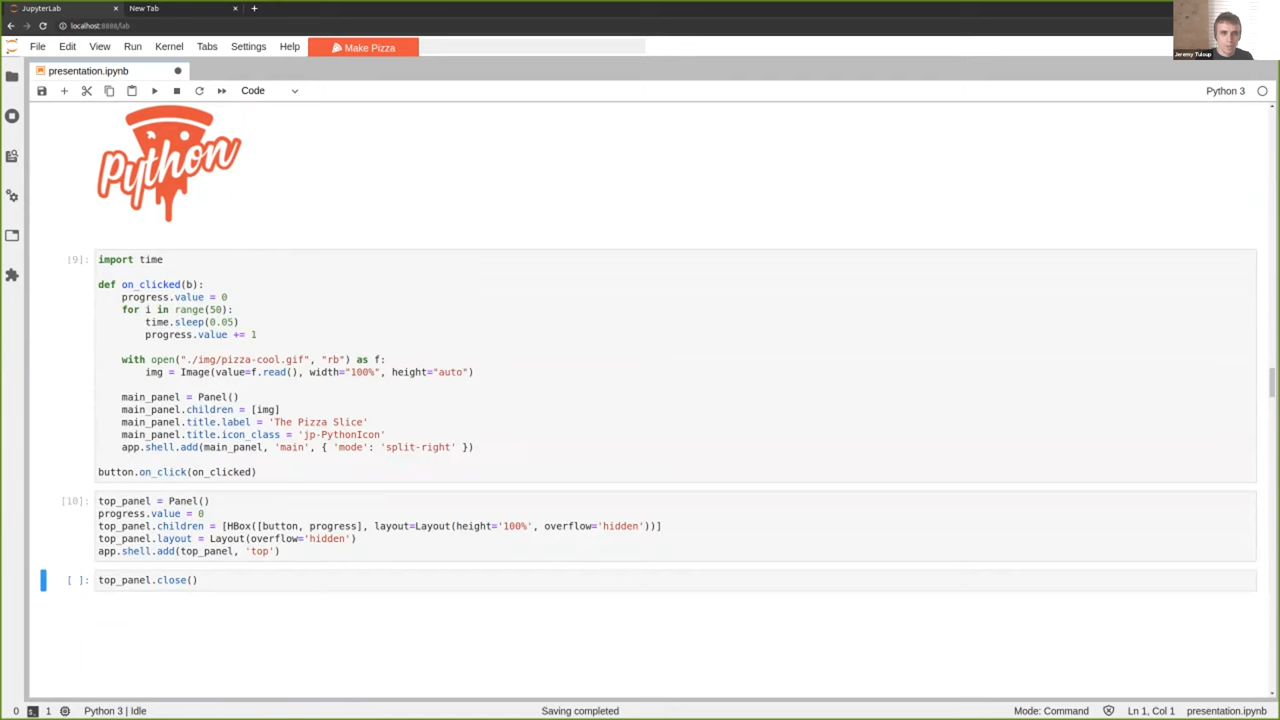 JupyterLab
New Tab
localhost:8888/lab
File Edit View Run Kernel Tabs Settings Help Make Pizza
Jeremy Tuloup
presentation.ipynb
Code
Python 3
Python
[9]:
import time
def on_clicked(b):
    progress.value = 0
    for i in range(50):
        time.sleep(0.05)
        progress.value += 1
    with open("./img/pizza-cool.gif", "rb") as f:
        img = Image(value=f.read(), width="100%", height="auto")
    main_panel = Panel()
    main_panel.children = [img]
    main_panel.title.label = 'The Pizza Slice'
    main_panel.title.icon_class = 'jp-PythonIcon'
    app.shell.add(main_panel, 'main', { 'mode': 'split-right' })
button.on_click(on_clicked)
[10]:
top_panel = Panel()
progress.value = 0
top_panel.children = [HBox([button, progress], layout=Layout(height='100%', overflow='hidden'))]
top_panel.layout = Layout(overflow='hidden')
app.shell.add(top_panel, 'top')
[ ]:
top_panel.close()
0 1 Python 3 | Idle Saving completed Mode: Command Ln 1, Col 1 presentation.ipynb